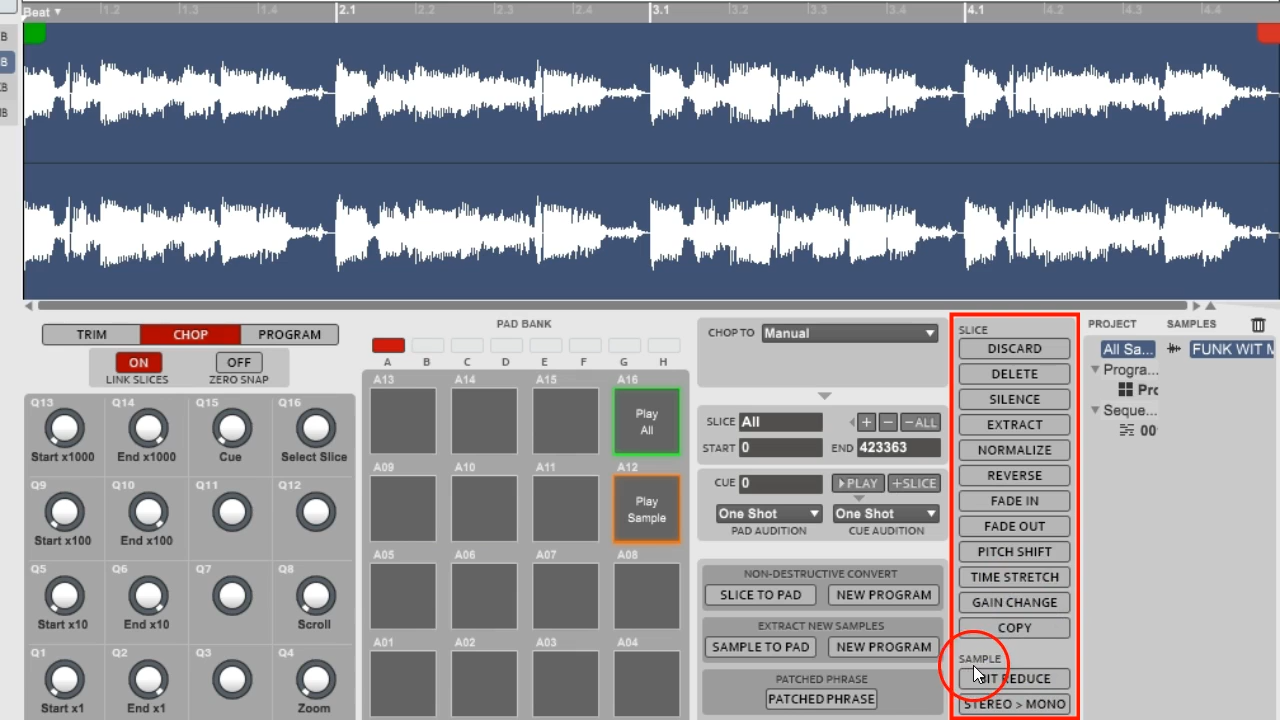 Beat 1.2 1.3 1.4 2.1 2.2 2.3 2.4 3.1 3.2 3.3 3.4 4.1 4.2 4.3 4.4
B
B
B
B
TRIM CHOP PROGRAM
ON OFF
LINK SLICES ZERO SNAP
Q13 Q14 Q15 Q16
Start x1000 End x1000 Cue Select Slice
Q9 Q10 Q11 Q12
Start x100 End x100
Q5 Q6 Q7 Q8
Start x10 End x10 Scroll
Q1 Q2 Q3 Q4
Start x1 End x1 Zoom
PAD BANK
A B C D E F G H
A13 A14 A15 A16
Play
All
A09 A10 A11 A12
Play
Sample
A05 A06 A07 A08
A01 A02 A03 A04
CHOP TO Manual
SLICE All + − −ALL
START 0 END 423363
CUE 0 PLAY +SLICE
One Shot One Shot
PAD AUDITION CUE AUDITION
NON-DESTRUCTIVE CONVERT
SLICE TO PAD NEW PROGRAM
EXTRACT NEW SAMPLES
SAMPLE TO PAD NEW PROGRAM
PATCHED PHRASE
PATCHED PHRASE
SLICE
DISCARD
DELETE
SILENCE
EXTRACT
NORMALIZE
REVERSE
FADE IN
FADE OUT
PITCH SHIFT
TIME STRETCH
GAIN CHANGE
COPY
SAMPLE
BIT REDUCE
STEREO > MONO
PROJECT SAMPLES
All Sa... FUNK WIT M
Progra...
Prc
Seque...
00